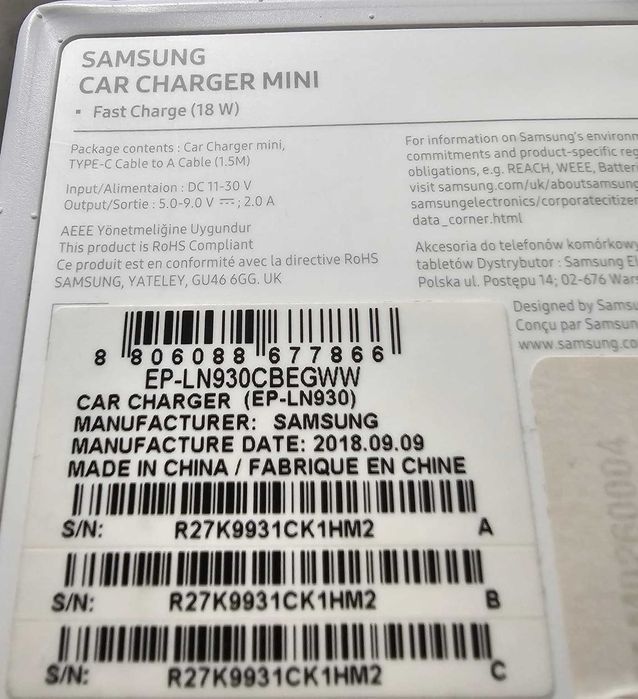 SAMSUNG
CAR CHARGER MINI
▪ Fast Charge (18 W)
Package contents : Car Charger mini,
TYPE-C Cable to A Cable (1.5M)
Input/Alimentaion : DC 11-30 V
Output/Sortie : 5.0-9.0 V ⎓; 2.0 A
AEEE Yönetmeliğine Uygundur
This product is RoHS Compliant
Ce produit est en conformité avec la directive RoHS
SAMSUNG, YATELEY, GU46 6GG. UK
For information on Samsung's environm
commitments and product-specific reg
obligations, e.g. REACH, WEEE, Batteri
visit samsung.com/uk/aboutsamsung
samsungelectronics/corporatecitizen
data_corner.html
Akcesoria do telefonów komórkowy
tabletów Dystrybutor : Samsung El
Polska ul. Postępu 14; 02-676 Wars
Designed by Samsu
Conçu par Samsun
www.samsung.co
8 806088 677866
EP-LN930CBEGWW
CAR CHARGER (EP-LN930)
MANUFACTURER: SAMSUNG
MANUFACTURE DATE: 2018.09.09
MADE IN CHINA / FABRIQUE EN CHINE
S/N: R27K9931CK1HM2 A
S/N: R27K9931CK1HM2 B
S/N: R27K9931CK1HM2 C